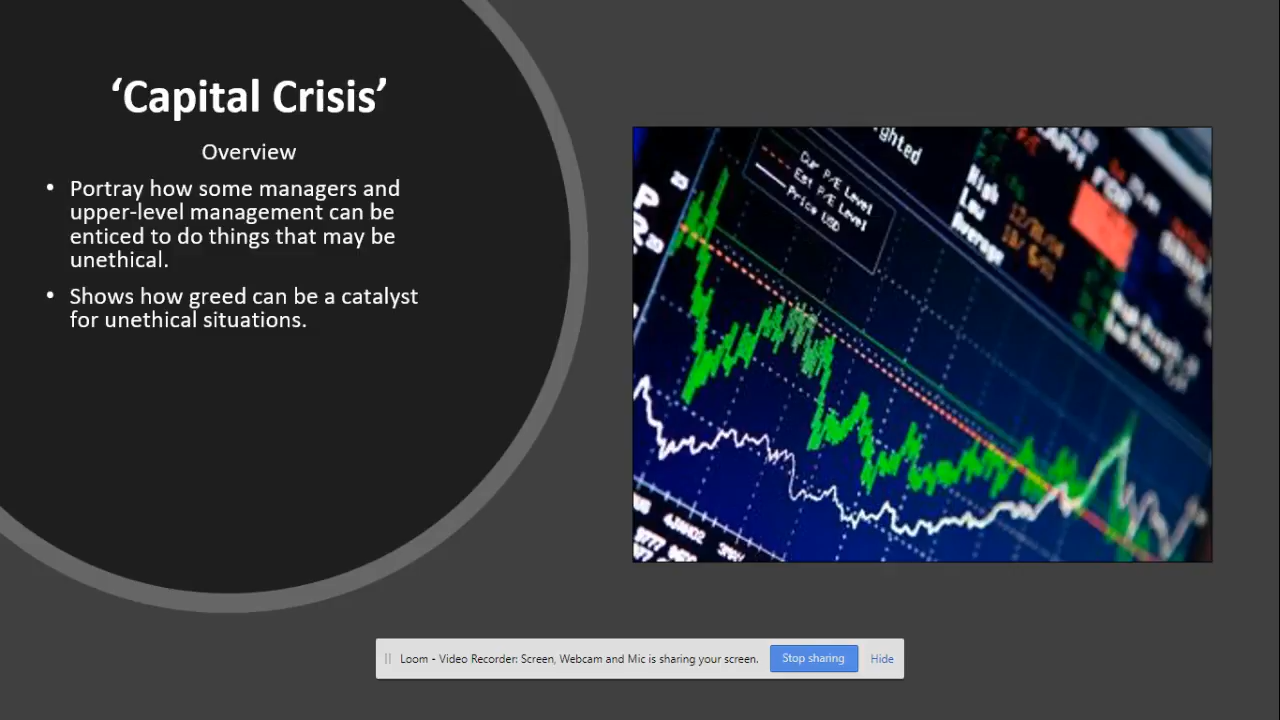 ‘Capital Crisis’
Overview
• Portray how some managers and
upper-level management can be
enticed to do things that may be
unethical.
• Shows how greed can be a catalyst
for unethical situations.
ghted
Cur P/E Level
Est P/E Level
Price USD
High
Low
Average
Loom - Video Recorder: Screen, Webcam and Mic is sharing your screen.
Stop sharing
Hide